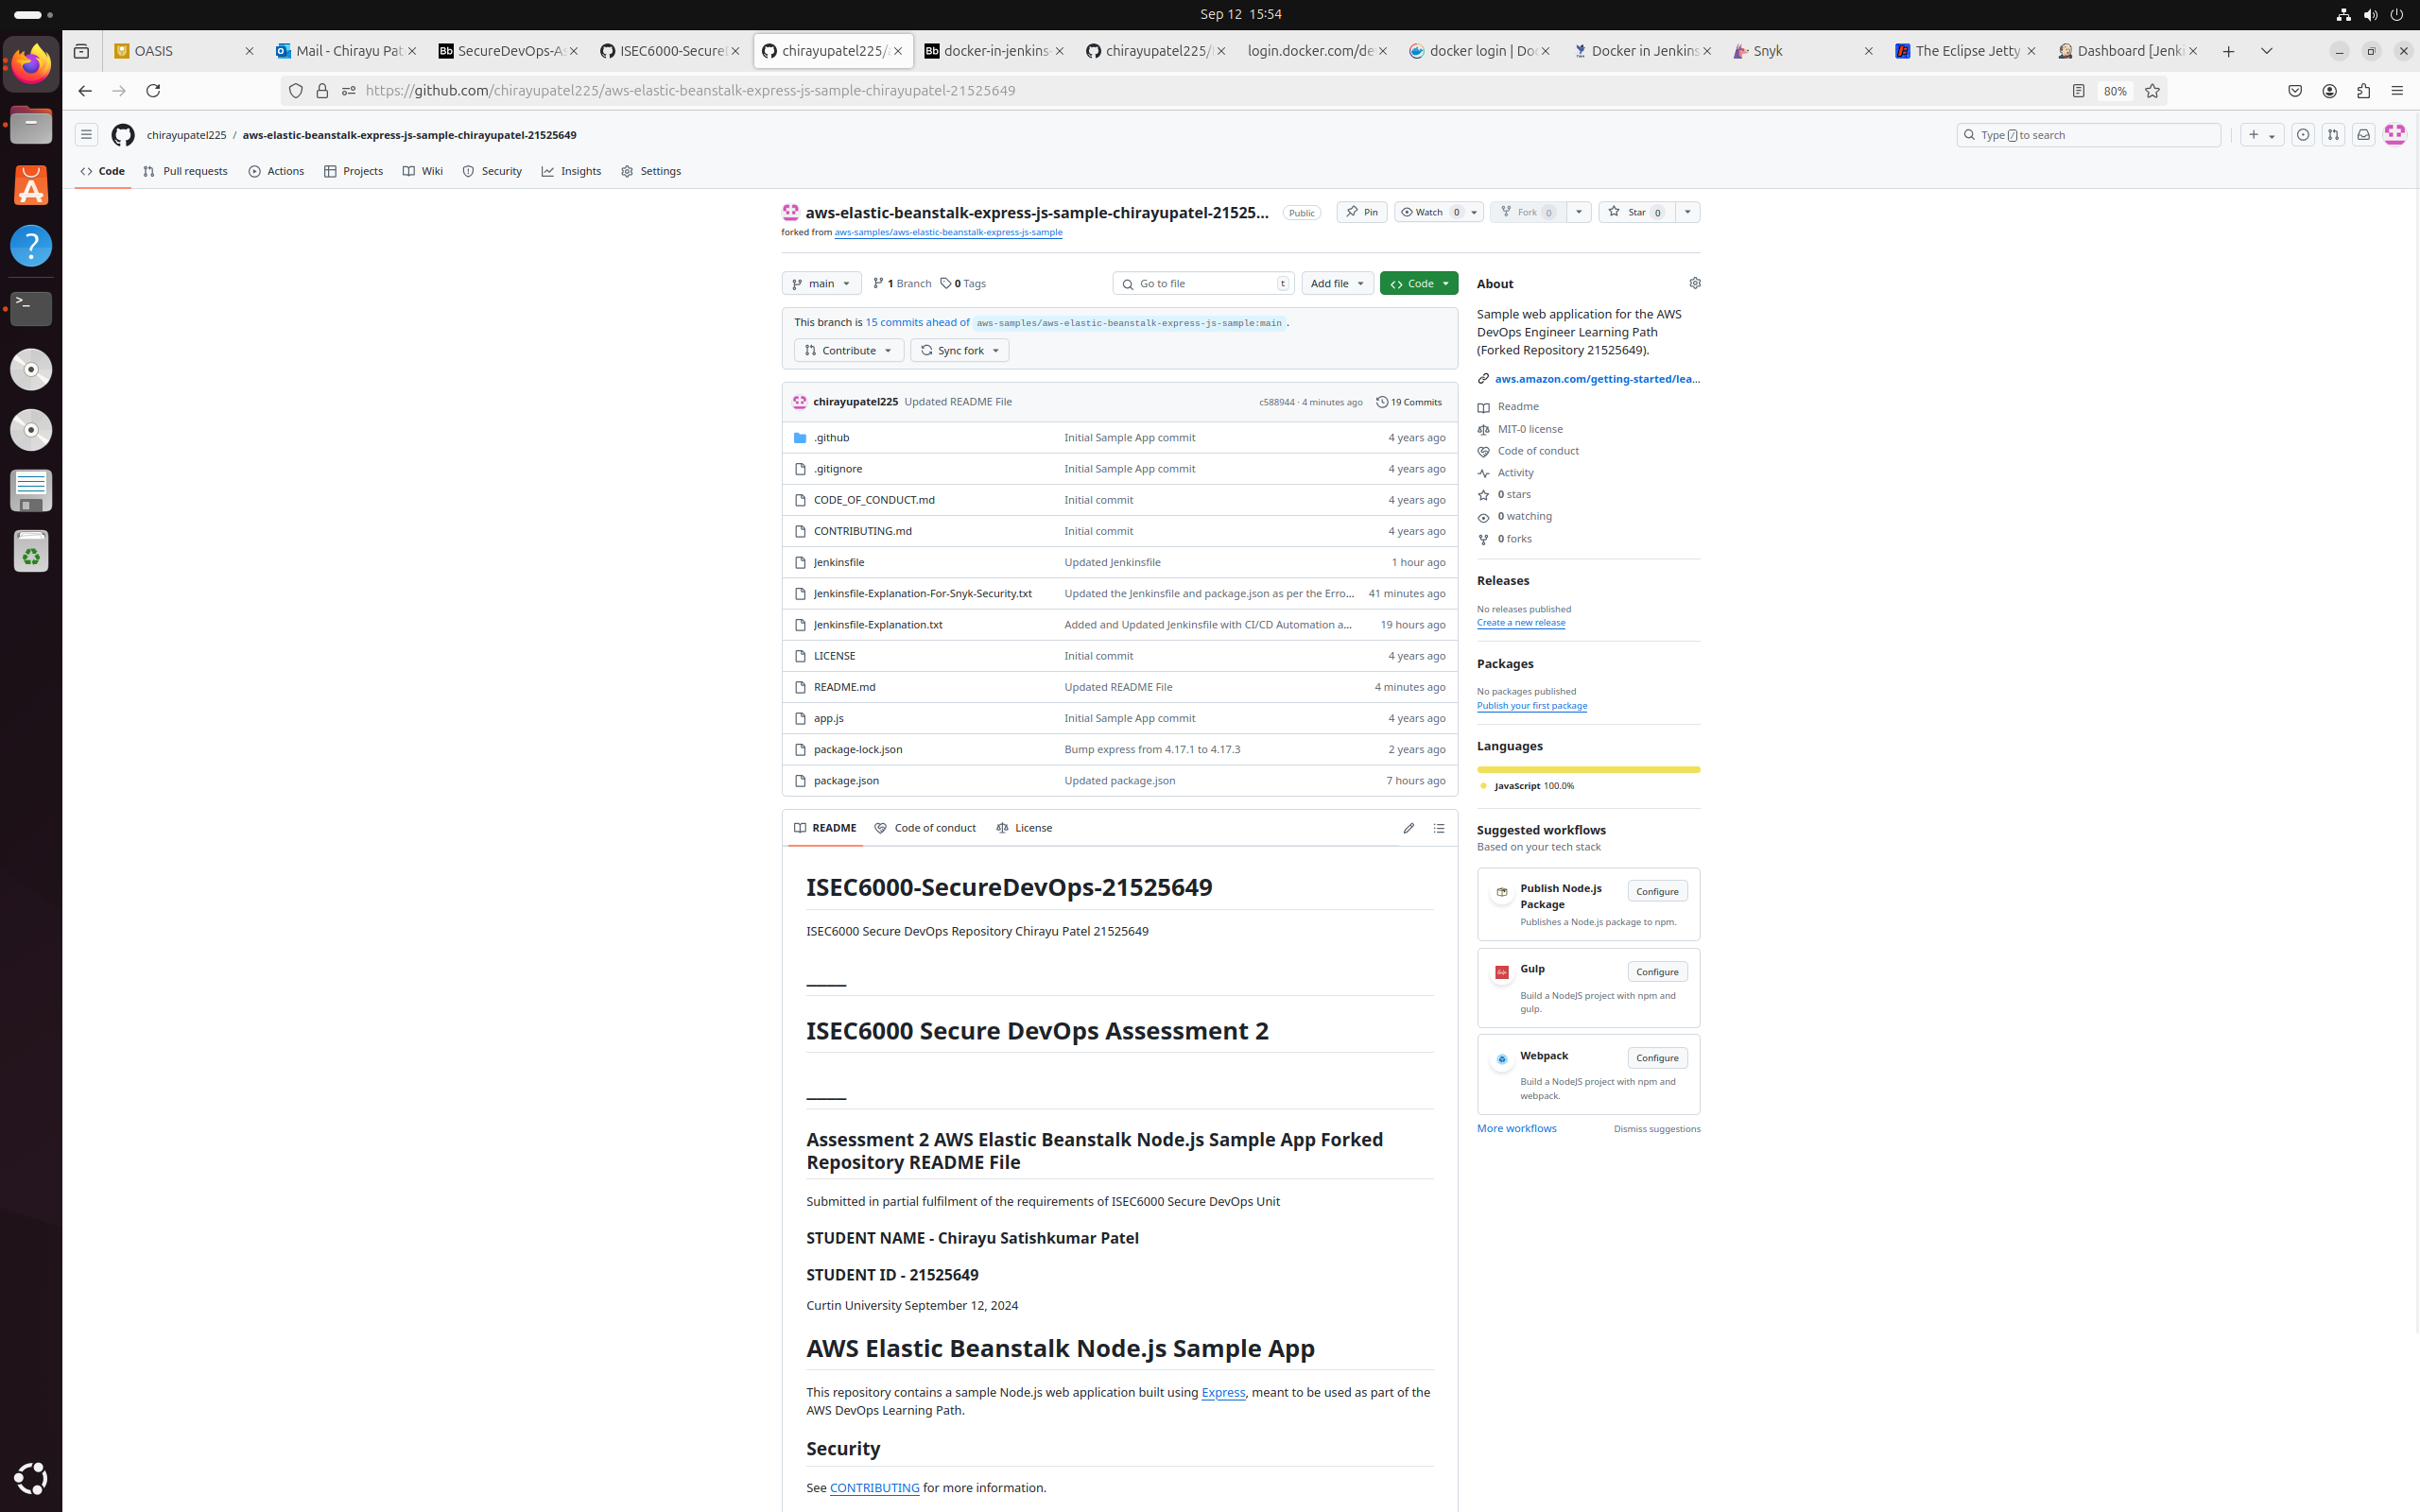 Sep 12 15:54
OASIS
Mail - Chirayu Pat
SecureDevOps-As
ISEC6000-Secure
chirayupatel225/a
docker-in-jenkins-
chirayupatel225/
login.docker.com/de
docker login | Do
Docker in Jenkins
Snyk
The Eclipse Jetty
Dashboard [Jenki
https://github.com/chirayupatel225/aws-elastic-beanstalk-express-js-sample-chirayupatel-21525649
80%
chirayupatel225 / aws-elastic-beanstalk-express-js-sample-chirayupatel-21525649
Type / to search
Code
Pull requests
Actions
Projects
Wiki
Security
Insights
Settings
aws-elastic-beanstalk-express-js-sample-chirayupatel-21525...
Public
Pin
Watch 0
Fork 0
Star 0
forked from aws-samples/aws-elastic-beanstalk-express-js-sample
main
1 Branch
0 Tags
Go to file
t
Add file
Code
This branch is 15 commits ahead of aws-samples/aws-elastic-beanstalk-express-js-sample:main .
Contribute
Sync fork
chirayupatel225 Updated README File c588944 · 4 minutes ago 19 Commits
.github Initial Sample App commit 4 years ago
.gitignore Initial Sample App commit 4 years ago
CODE_OF_CONDUCT.md Initial commit 4 years ago
CONTRIBUTING.md Initial commit 4 years ago
Jenkinsfile Updated Jenkinsfile 1 hour ago
Jenkinsfile-Explanation-For-Snyk-Security.txt Updated the Jenkinsfile and package.json as per the Erro... 41 minutes ago
Jenkinsfile-Explanation.txt Added and Updated Jenkinsfile with CI/CD Automation a... 19 hours ago
LICENSE Initial commit 4 years ago
README.md Updated README File 4 minutes ago
app.js Initial Sample App commit 4 years ago
package-lock.json Bump express from 4.17.1 to 4.17.3 2 years ago
package.json Updated package.json 7 hours ago
README
Code of conduct
License
ISEC6000-SecureDevOps-21525649
ISEC6000 Secure DevOps Repository Chirayu Patel 21525649
____
ISEC6000 Secure DevOps Assessment 2
____
Assessment 2 AWS Elastic Beanstalk Node.js Sample App Forked
Repository README File
Submitted in partial fulfilment of the requirements of ISEC6000 Secure DevOps Unit
STUDENT NAME - Chirayu Satishkumar Patel
STUDENT ID - 21525649
Curtin University September 12, 2024
AWS Elastic Beanstalk Node.js Sample App
This repository contains a sample Node.js web application built using Express, meant to be used as part of the
AWS DevOps Learning Path.
Security
See CONTRIBUTING for more information.
About
Sample web application for the AWS
DevOps Engineer Learning Path
(Forked Repository 21525649).
aws.amazon.com/getting-started/lea...
Readme
MIT-0 license
Code of conduct
Activity
0 stars
0 watching
0 forks
Releases
No releases published
Create a new release
Packages
No packages published
Publish your first package
Languages
JavaScript 100.0%
Suggested workflows
Based on your tech stack
Publish Node.js
Package
Configure
Publishes a Node.js package to npm.
Gulp
Configure
Build a NodeJS project with npm and
gulp.
Webpack
Configure
Build a NodeJS project with npm and
webpack.
More workflows
Dismiss suggestions